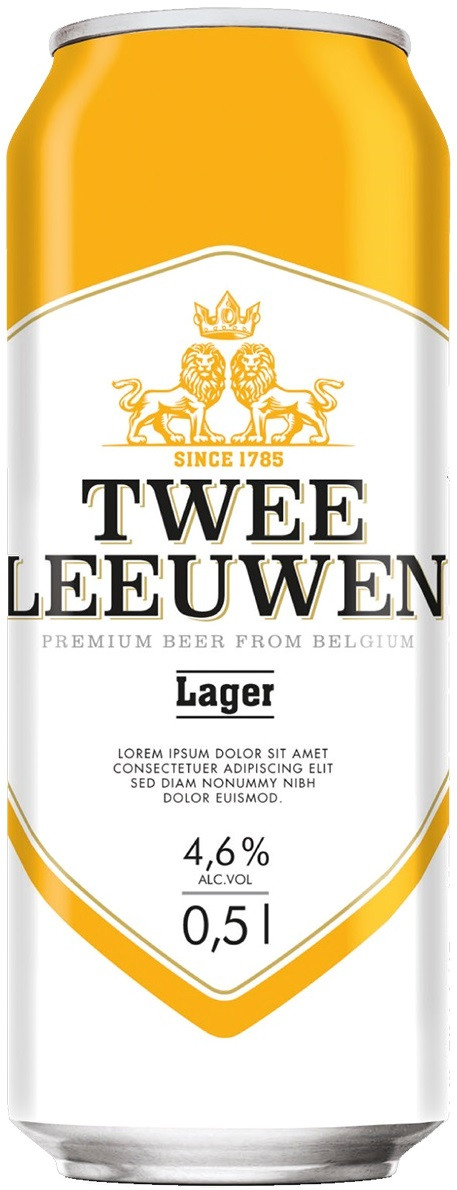 SINCE 1785
TWEE
LEEUWEN
PREMIUM BEER FROM BELGIUM
Lager
LOREM IPSUM DOLOR SIT AMET
CONSECTETUER ADIPISCING ELIT
SED DIAM NONUMMY NIBH
DOLOR EUISMOD.
4,6%
ALC.VOL
0,5 l